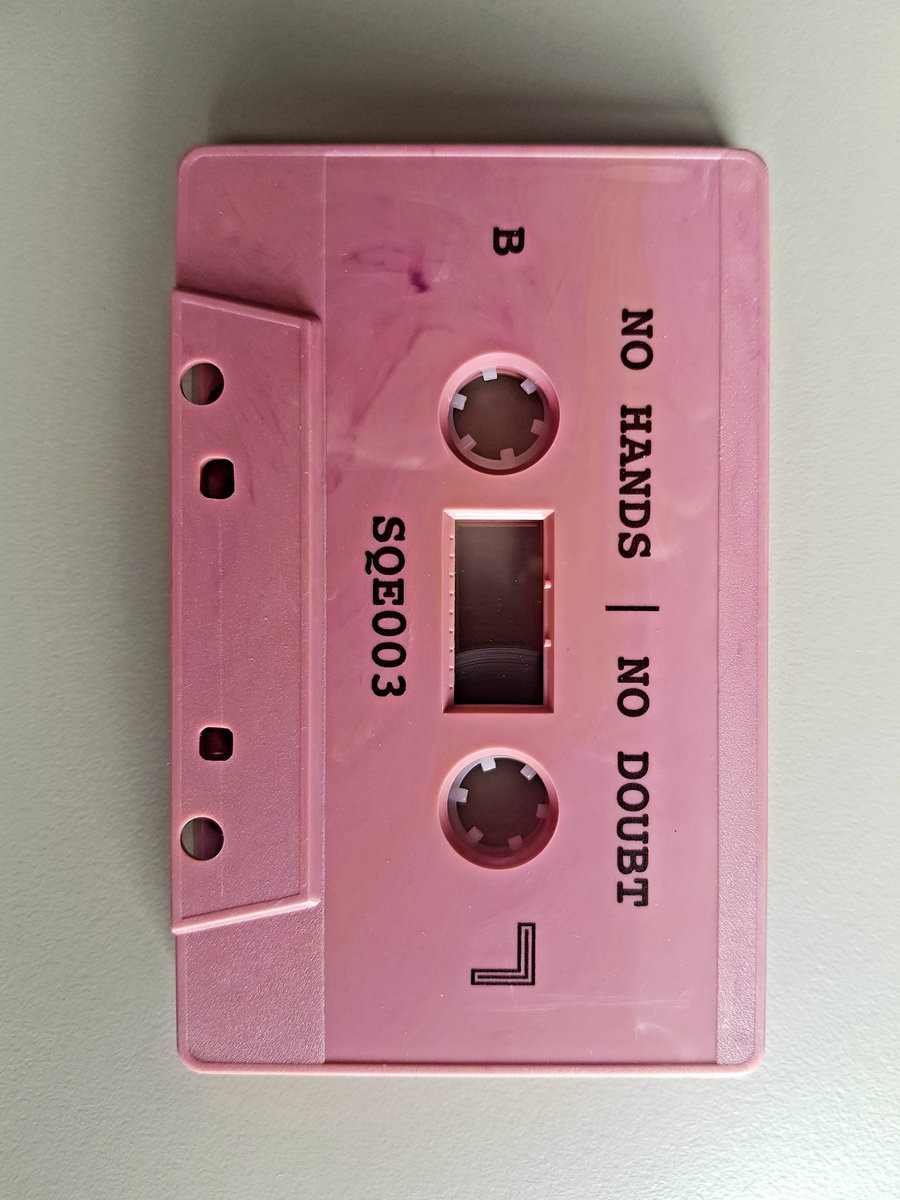 NO HANDS | NO DOUBT
B
SQE003